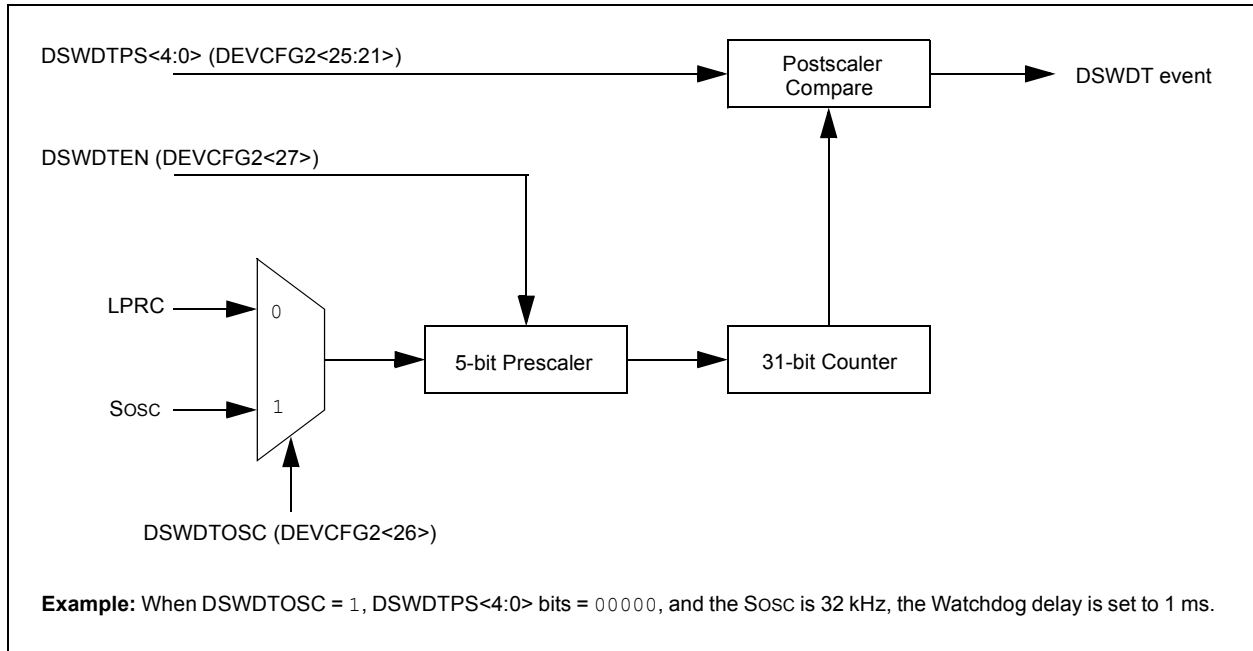 DSWDTPS<4:0> (DEVCFG2<25:21>)
Postscaler
Compare
DSWDT event
DSWDTEN (DEVCFG2<27>)
LPRC
0
5-bit Prescaler
31-bit Counter
SOSC
1
DSWDTOSC (DEVCFG2<26>)
Example: When DSWDTOSC = 1, DSWDTPS<4:0> bits = 00000, and the SOSC is 32 kHz, the Watchdog delay is set to 1 ms.